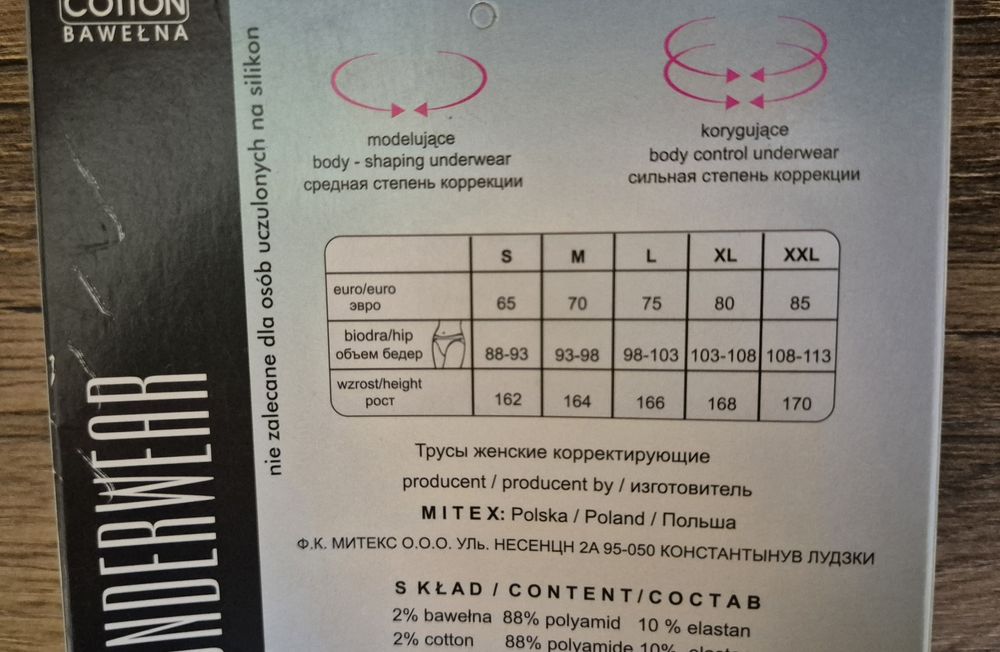 COTTON
BAWEŁNA
nie zalecane dla osób uczulonych na silikon
UNDERWEAR
modelujące
body - shaping underwear
средная степень коррекции
korygujące
body control underwear
сильная степень коррекции
S M L XL XXL
euro/euro
эвро
65 70 75 80 85
biodra/hip
объем бедер
88-93 93-98 98-103 103-108 108-113
wzrost/height
рост
162 164 166 168 170
Трусы женские корректирующие
producent / producent by / изготовитель
MITEX: Polska / Poland / Польша
Ф.К. МИТЕКС О.О.О. УЛь. НЕСЕНЦН 2А 95-050 КОНСТАНТЫНУВ ЛУДЗКИ
SKŁAD / CONTENT/СОСТАВ
2% bawełna 88% polyamid 10 % elastan
2% cotton 88% polyamide 10%